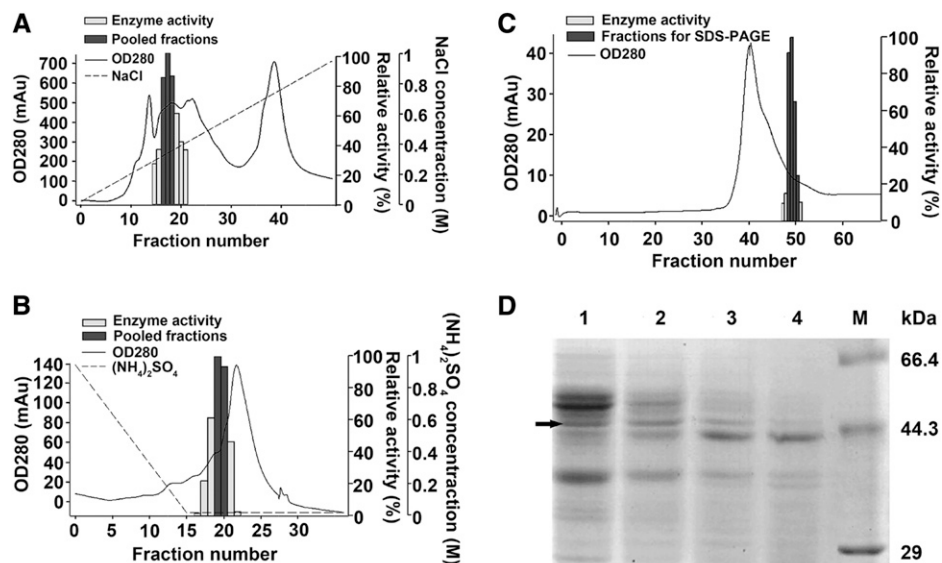 A
Enzyme activity
Pooled fractions
OD280
NaCl
OD280 (mAu)
700
600
500
400
300
200
100
0
0 10 20 30 40
Fraction number
100
80
60
40
20
0
Relative activity (%)
1
0.8
0.6
0.4
0.2
0
NaCl concentraction (M)
B
Enzyme activity
Pooled fractions
OD280
(NH4)2SO4
OD280 (mAu)
140
120
100
80
60
40
20
0
0 5 10 15 20 25 30
Fraction number
100
80
60
40
20
0
Relative activity (%)
1
0.8
0.6
0.4
0.2
0
(NH4)2SO4 concentraction (M)
C
Enzyme activity
Fractions for SDS-PAGE
OD280
OD280 (mAu)
40
30
20
10
0
0 10 20 30 40 50 60
Fraction number
100
80
60
40
20
0
Relative activity (%)
D
1 2 3 4 M kDa
66.4
44.3
29